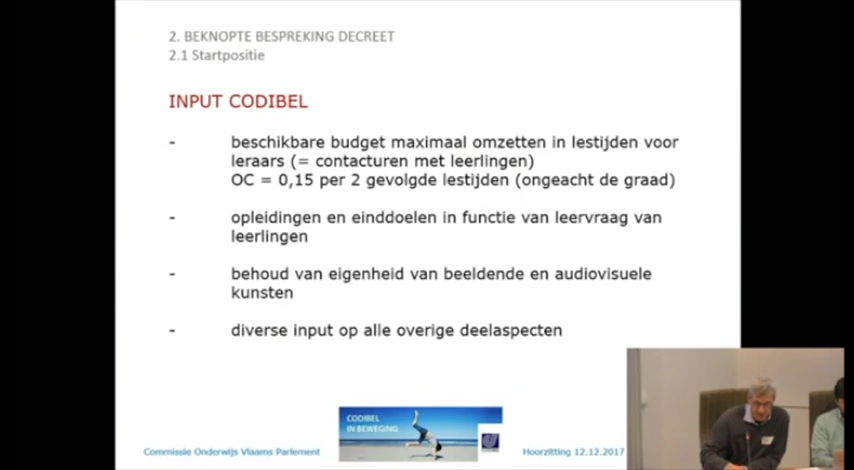 2. BEKNOPTE BESPREKING DECREET
2.1 Startpositie
INPUT CODIBEL
- beschikbare budget maximaal omzetten in lestijden voor
leraars (= contacturen met leerlingen)
OC = 0,15 per 2 gevolgde lestijden (ongeacht de graad)
- opleidingen en einddoelen in functie van leervraag van
leerlingen
- behoud van eigenheid van beeldende en audiovisuele
kunsten
- diverse input op alle overige deelaspecten
CODIBEL
IN BEWEGING
Commissie Onderwijs Vlaams Parlement
Hoorzitting 12.12.2017